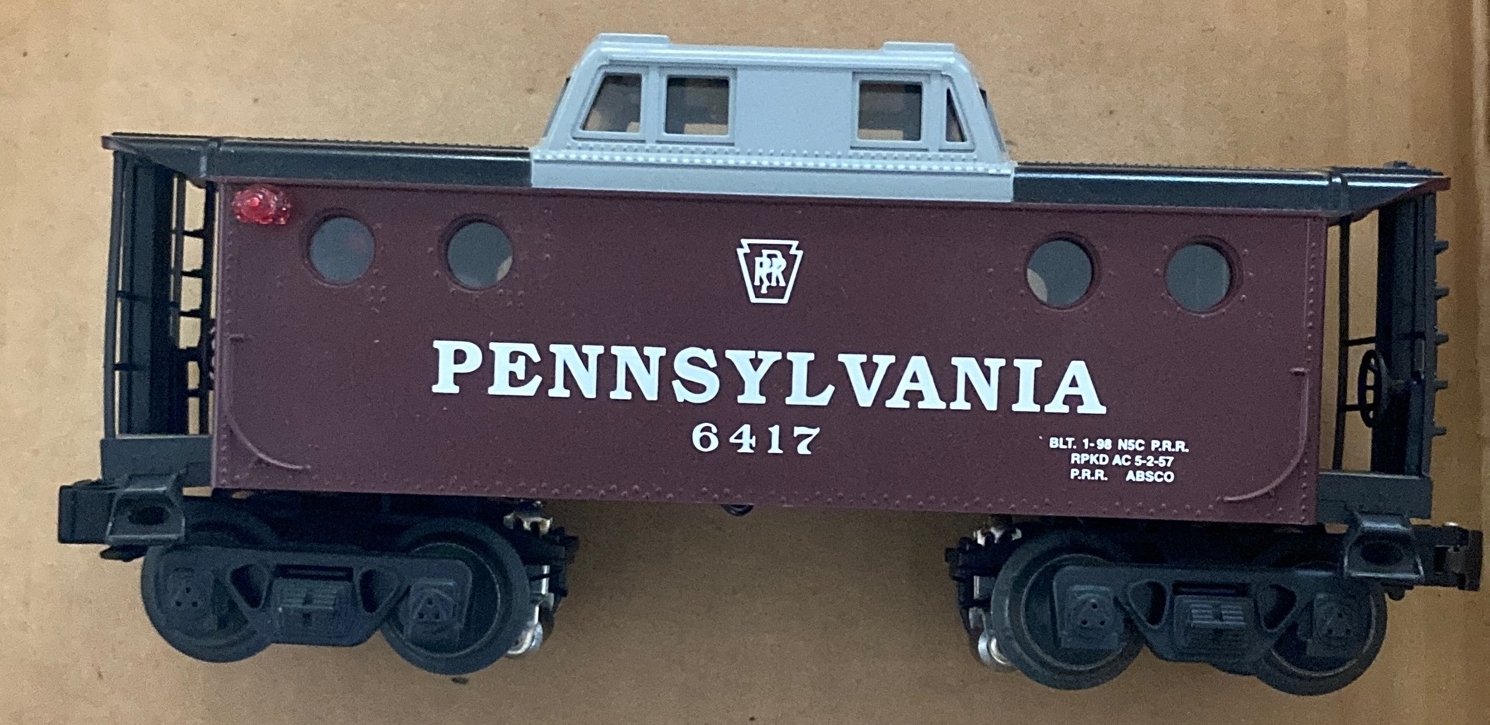 PRR
PENNSYLVANIA
6417
BLT. 1-98 N5C P.R.R.
RPKD AC 5-2-57
P.R.R. ABSCO